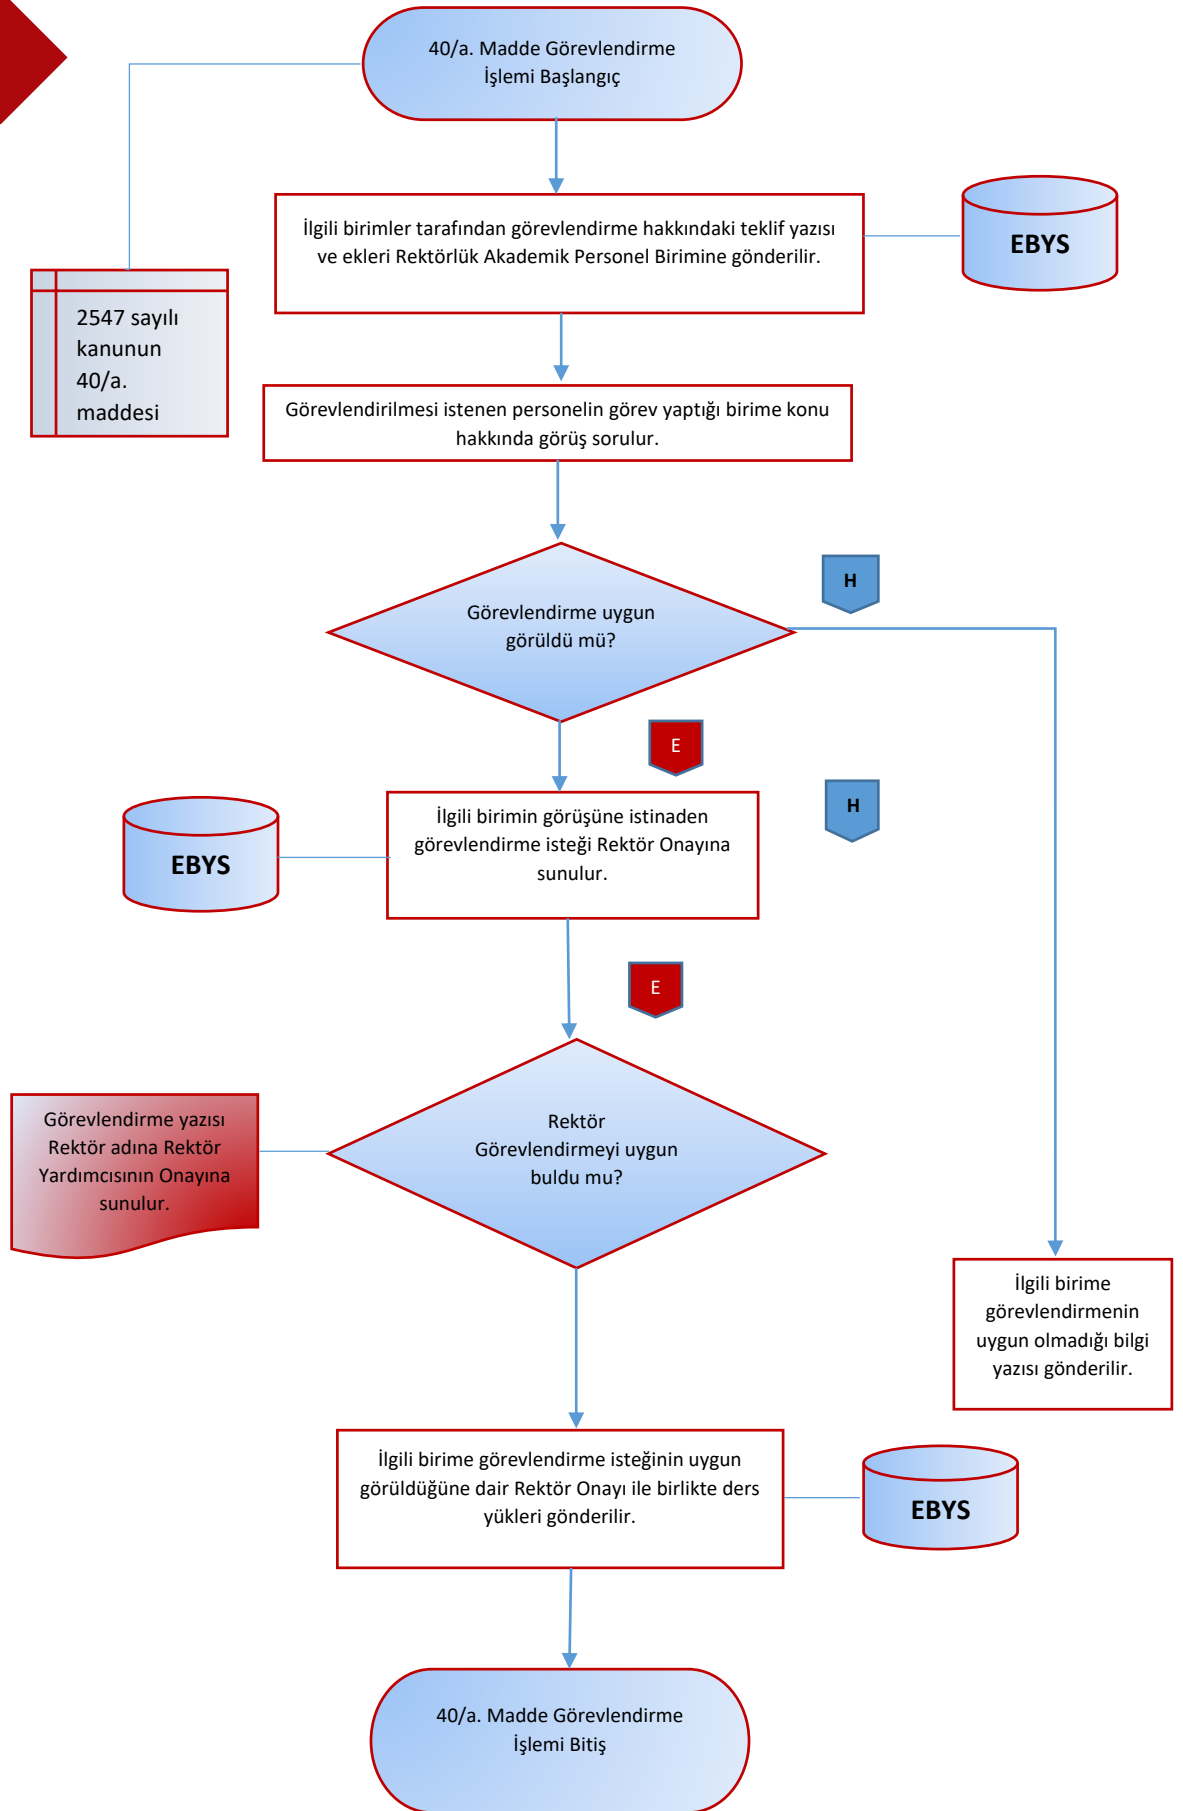 40/a. Madde Görevlendirme
İşlemi Başlangıç
İlgili birimler tarafından görevlendirme hakkındaki teklif yazısı
ve ekleri Rektörlük Akademik Personel Birimine gönderilir.
EBYS
2547 sayılı
kanunun
40/a.
maddesi
Görevlendirilmesi istenen personelin görev yaptığı birime konu
hakkında görüş sorulur.
H
Görevlendirme uygun
görüldü mü?
E
H
İlgili birimin görüşüne istinaden
görevlendirme isteği Rektör Onayına
sunulur.
EBYS
E
Görevlendirme yazısı
Rektör adına Rektör
Yardımcısının Onayına
sunulur.
Rektör
Görevlendirmeyi uygun
buldu mu?
İlgili birime
görevlendirmenin
uygun olmadığı bilgi
yazısı gönderilir.
İlgili birime görevlendirme isteğinin uygun
görüldüğüne dair Rektör Onayı ile birlikte ders
yükleri gönderilir.
EBYS
40/a. Madde Görevlendirme
İşlemi Bitiş